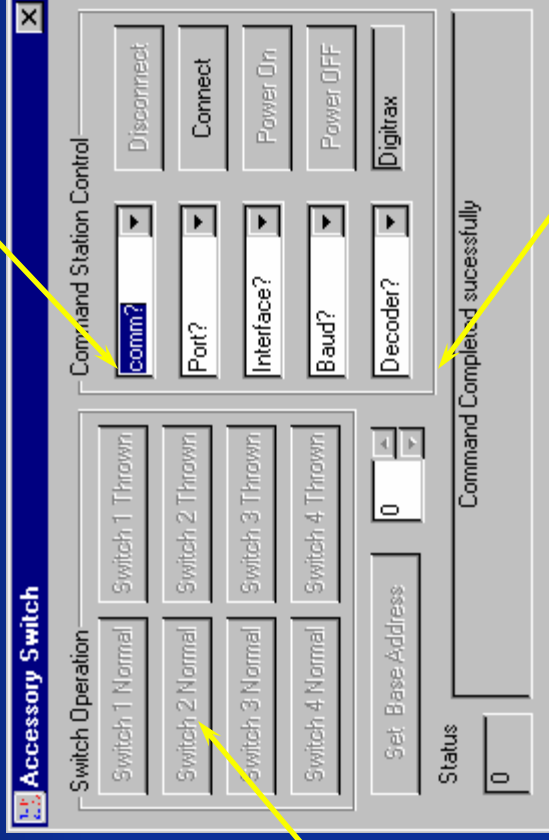 Accessory Switch
Switch Operation
Switch 1 Normal
Switch 1 Thrown
Switch 2 Normal
Switch 2 Thrown
Switch 3 Normal
Switch 3 Thrown
Switch 4 Normal
Switch 4 Thrown
Set Base Address
0
Command Station Control
comm?
Disconnect
Port?
Connect
Interface?
Power On
Baud?
Power OFF
Decoder?
Digitrax
Status
0
Command Completed sucessfully